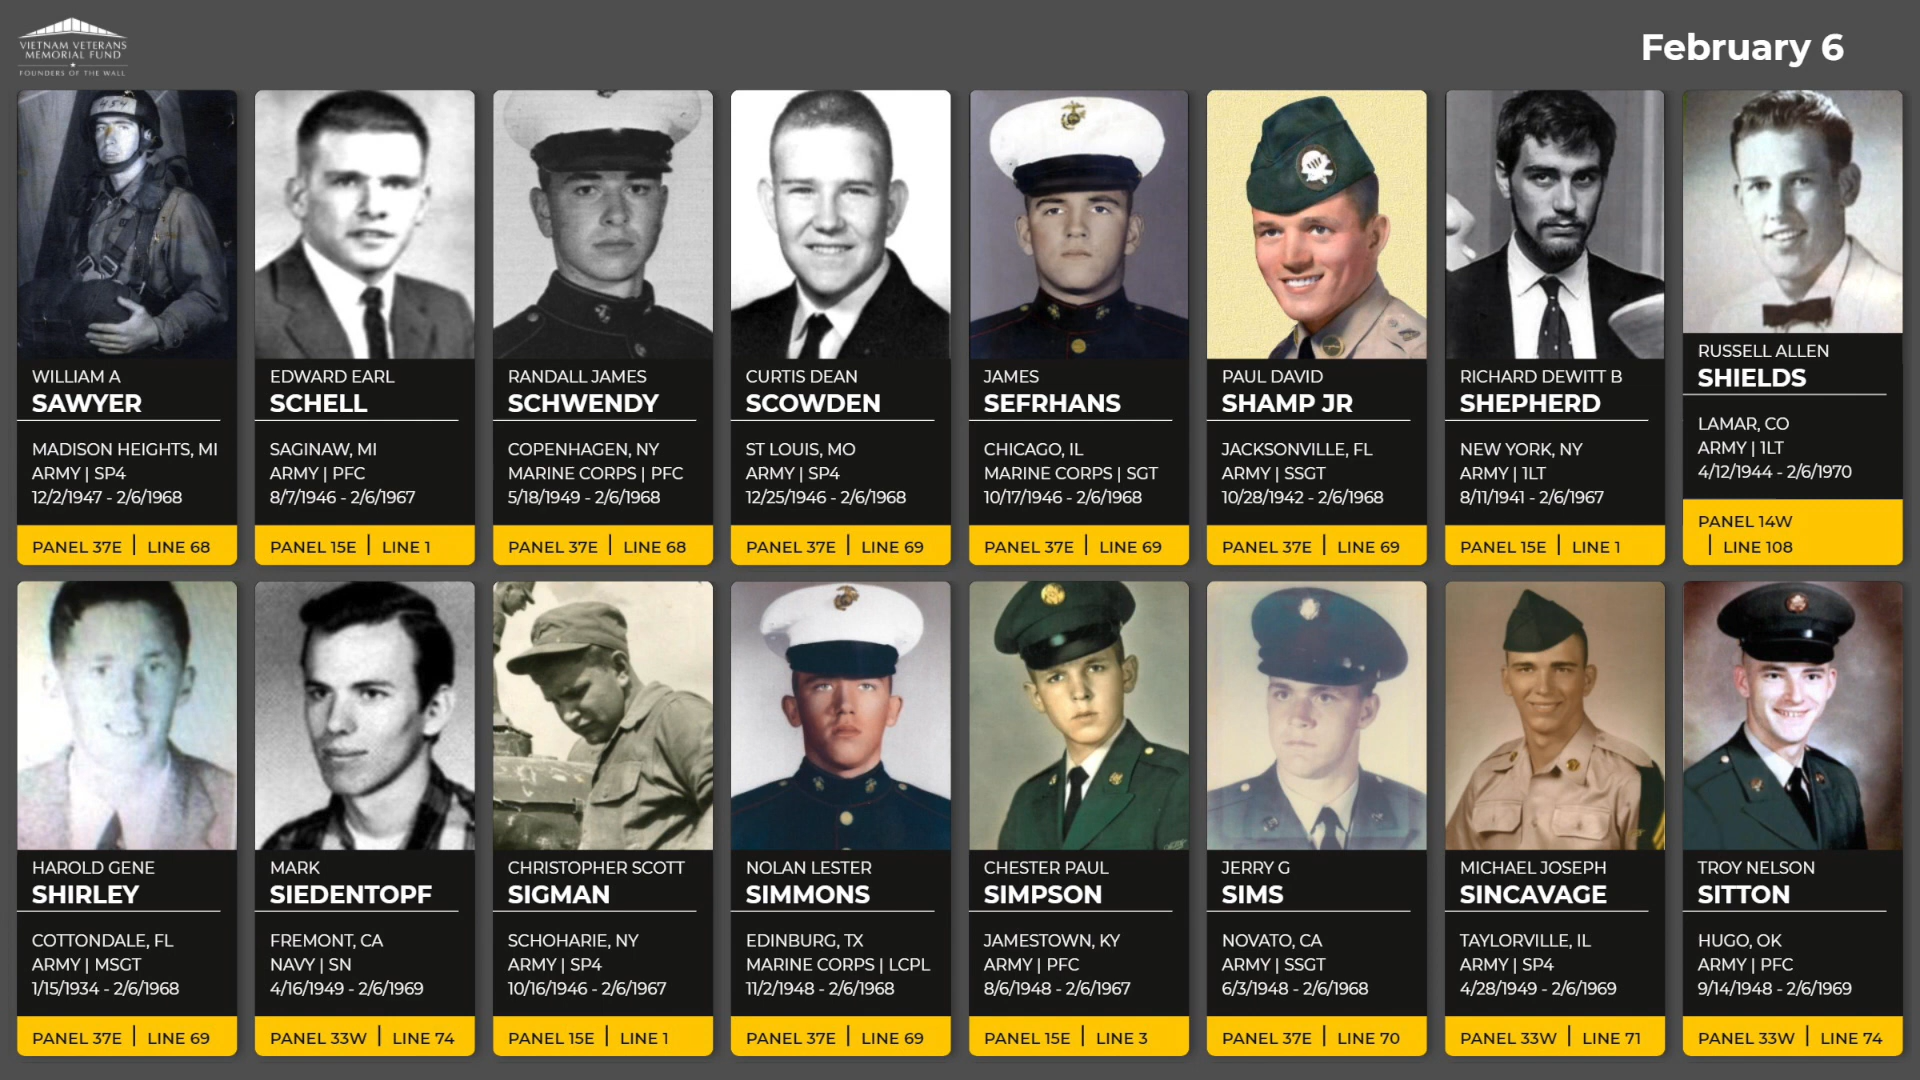 VIETNAM VETERANS
MEMORIAL FUND
FOUNDERS OF THE WALL
February 6
454
WILLIAM A
SAWYER
MADISON HEIGHTS, MI
ARMY | SP4
12/2/1947 - 2/6/1968
PANEL 37E | LINE 68
EDWARD EARL
SCHELL
SAGINAW, MI
ARMY | PFC
8/7/1946 - 2/6/1967
PANEL 15E | LINE 1
RANDALL JAMES
SCHWENDY
COPENHAGEN, NY
MARINE CORPS | PFC
5/18/1949 - 2/6/1968
PANEL 37E | LINE 68
CURTIS DEAN
SCOWDEN
ST LOUIS, MO
ARMY | SP4
12/25/1946 - 2/6/1968
PANEL 37E | LINE 69
JAMES
SEFRHANS
CHICAGO, IL
MARINE CORPS | SGT
10/17/1946 - 2/6/1968
PANEL 37E | LINE 69
PAUL DAVID
SHAMP JR
JACKSONVILLE, FL
ARMY | SSGT
10/28/1942 - 2/6/1968
PANEL 37E | LINE 69
RICHARD DEWITT B
SHEPHERD
NEW YORK, NY
ARMY | 1LT
8/11/1941 - 2/6/1967
PANEL 15E | LINE 1
RUSSELL ALLEN
SHIELDS
LAMAR, CO
ARMY | 1LT
4/12/1944 - 2/6/1970
PANEL 14W
| LINE 108
HAROLD GENE
SHIRLEY
COTTONDALE, FL
ARMY | MSGT
1/15/1934 - 2/6/1968
PANEL 37E | LINE 69
MARK
SIEDENTOPF
FREMONT, CA
NAVY | SN
4/16/1949 - 2/6/1969
PANEL 33W | LINE 74
CHRISTOPHER SCOTT
SIGMAN
SCHOHARIE, NY
ARMY | SP4
10/16/1946 - 2/6/1967
PANEL 15E | LINE 1
NOLAN LESTER
SIMMONS
EDINBURG, TX
MARINE CORPS | LCPL
11/2/1948 - 2/6/1968
PANEL 37E | LINE 69
CHESTER PAUL
SIMPSON
JAMESTOWN, KY
ARMY | PFC
8/6/1948 - 2/6/1967
PANEL 15E | LINE 3
JERRY G
SIMS
NOVATO, CA
ARMY | SSGT
6/3/1948 - 2/6/1968
PANEL 37E | LINE 70
MICHAEL JOSEPH
SINCAVAGE
TAYLORVILLE, IL
ARMY | SP4
4/28/1949 - 2/6/1969
PANEL 33W | LINE 71
TROY NELSON
SITTON
HUGO, OK
ARMY | PFC
9/14/1948 - 2/6/1969
PANEL 33W | LINE 74